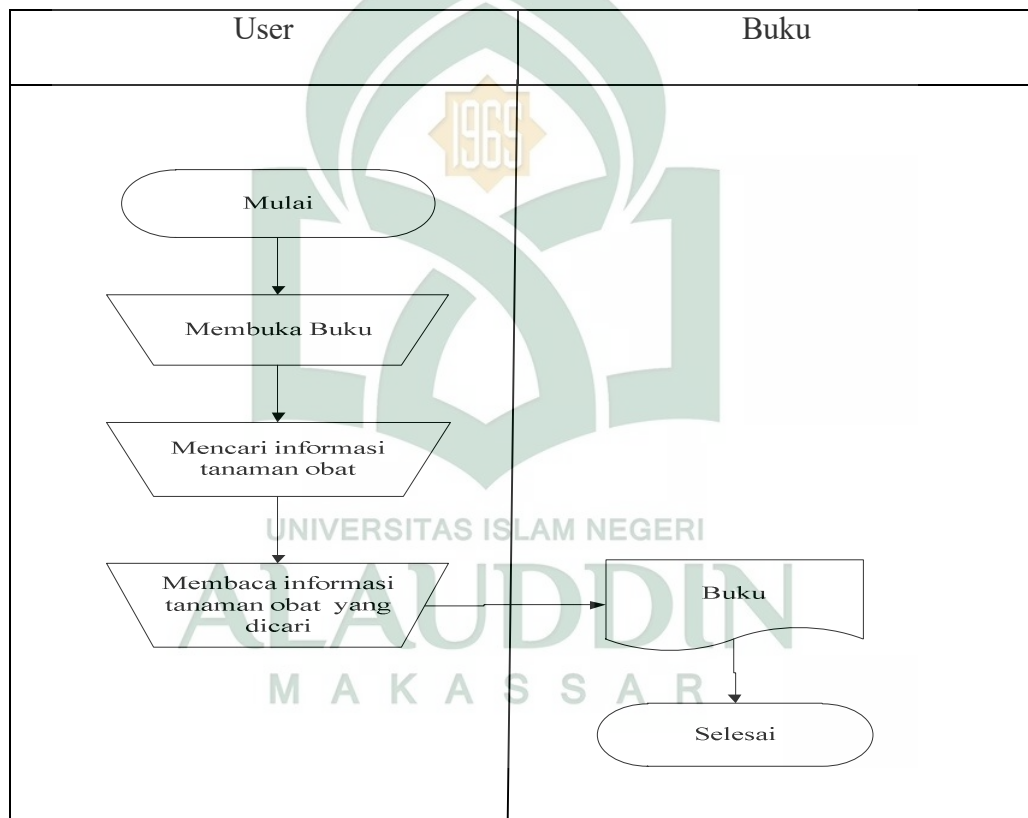 User
Buku
1965
Mulai
Membuka Buku
Mencari informasi
tanaman obat
Membaca informasi
tanaman obat yang
dicari
Buku
Selesai
UNIVERSITAS ISLAM NEGERI
ALAUDDIN
MAKASSAR